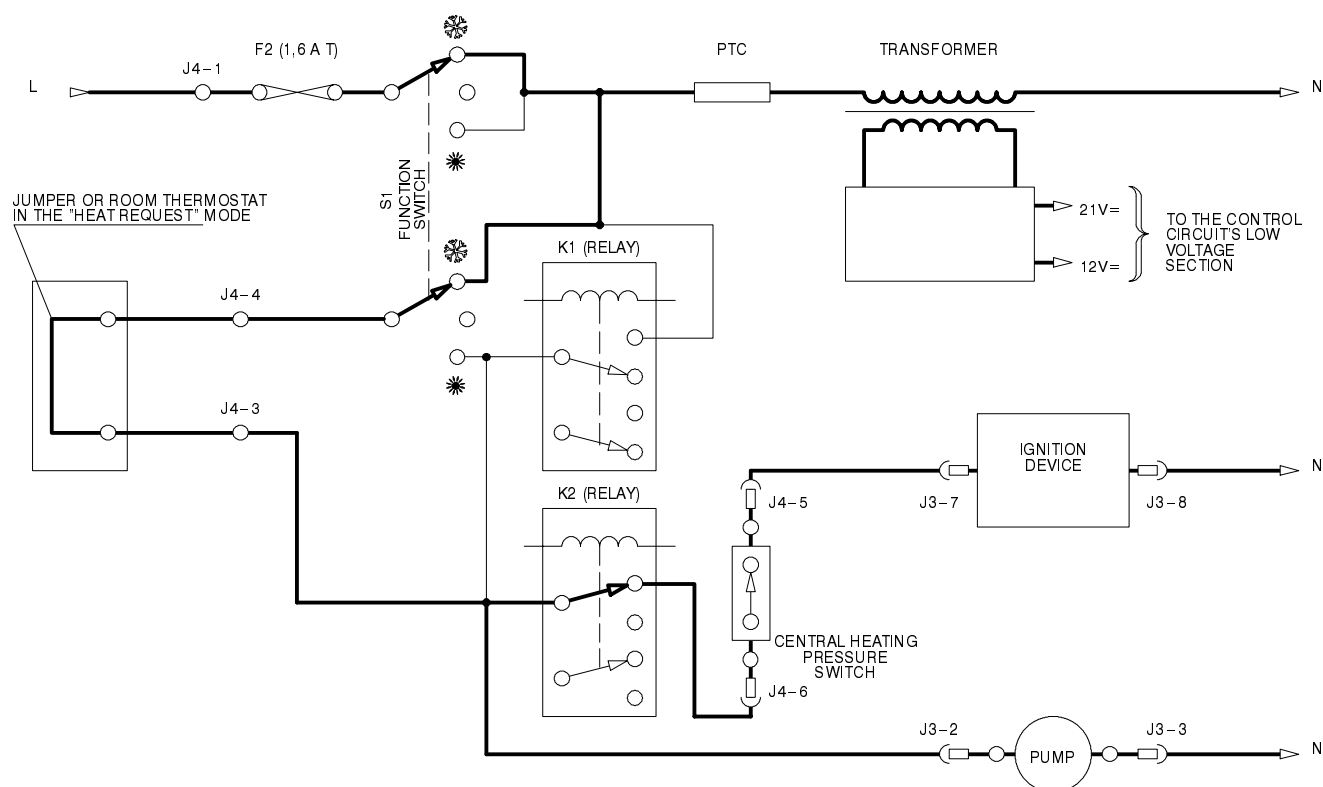 F2 (1,6 A T)
PTC
TRANSFORMER
J4-1
L
N
S1
FUNCTION
SWITCH
21V=
12V=
TO THE CONTROL
CIRCUIT'S LOW
VOLTAGE
SECTION
JUMPER OR ROOM THERMOSTAT
IN THE "HEAT REQUEST" MODE
K1 (RELAY)
J4-4
J4-3
IGNITION
DEVICE
N
K2 (RELAY)
J4-5
J3-7
J3-8
CENTRAL HEATING
PRESSURE
SWITCH
J4-6
J3-2
J3-3
PUMP
N